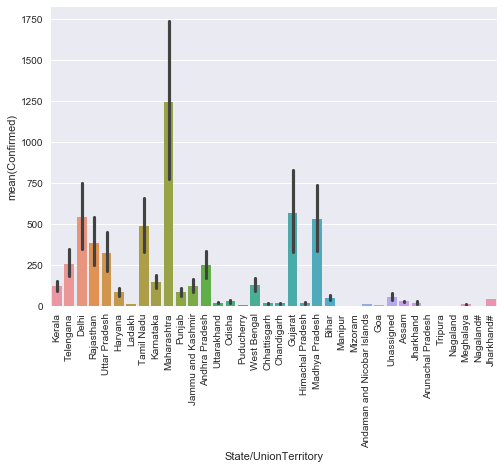 1750
1500
1250
1000
750
500
250
0
mean(Confirmed)
Kerala
Telengana
Delhi
Rajasthan
Uttar Pradesh
Haryana
Ladakh
Tamil Nadu
Karnataka
Maharashtra
Punjab
Jammu and Kashmir
Andhra Pradesh
Uttarakhand
Odisha
Puducherry
West Bengal
Chhattisgarh
Chandigarh
Gujarat
Himachal Pradesh
Madhya Pradesh
Bihar
Manipur
Mizoram
Andaman and Nicobar Islands
Goa
Unassigned
Assam
Jharkhand
Arunachal Pradesh
Tripura
Nagaland
Meghalaya
Nagaland#
Jharkhand#
State/UnionTerritory